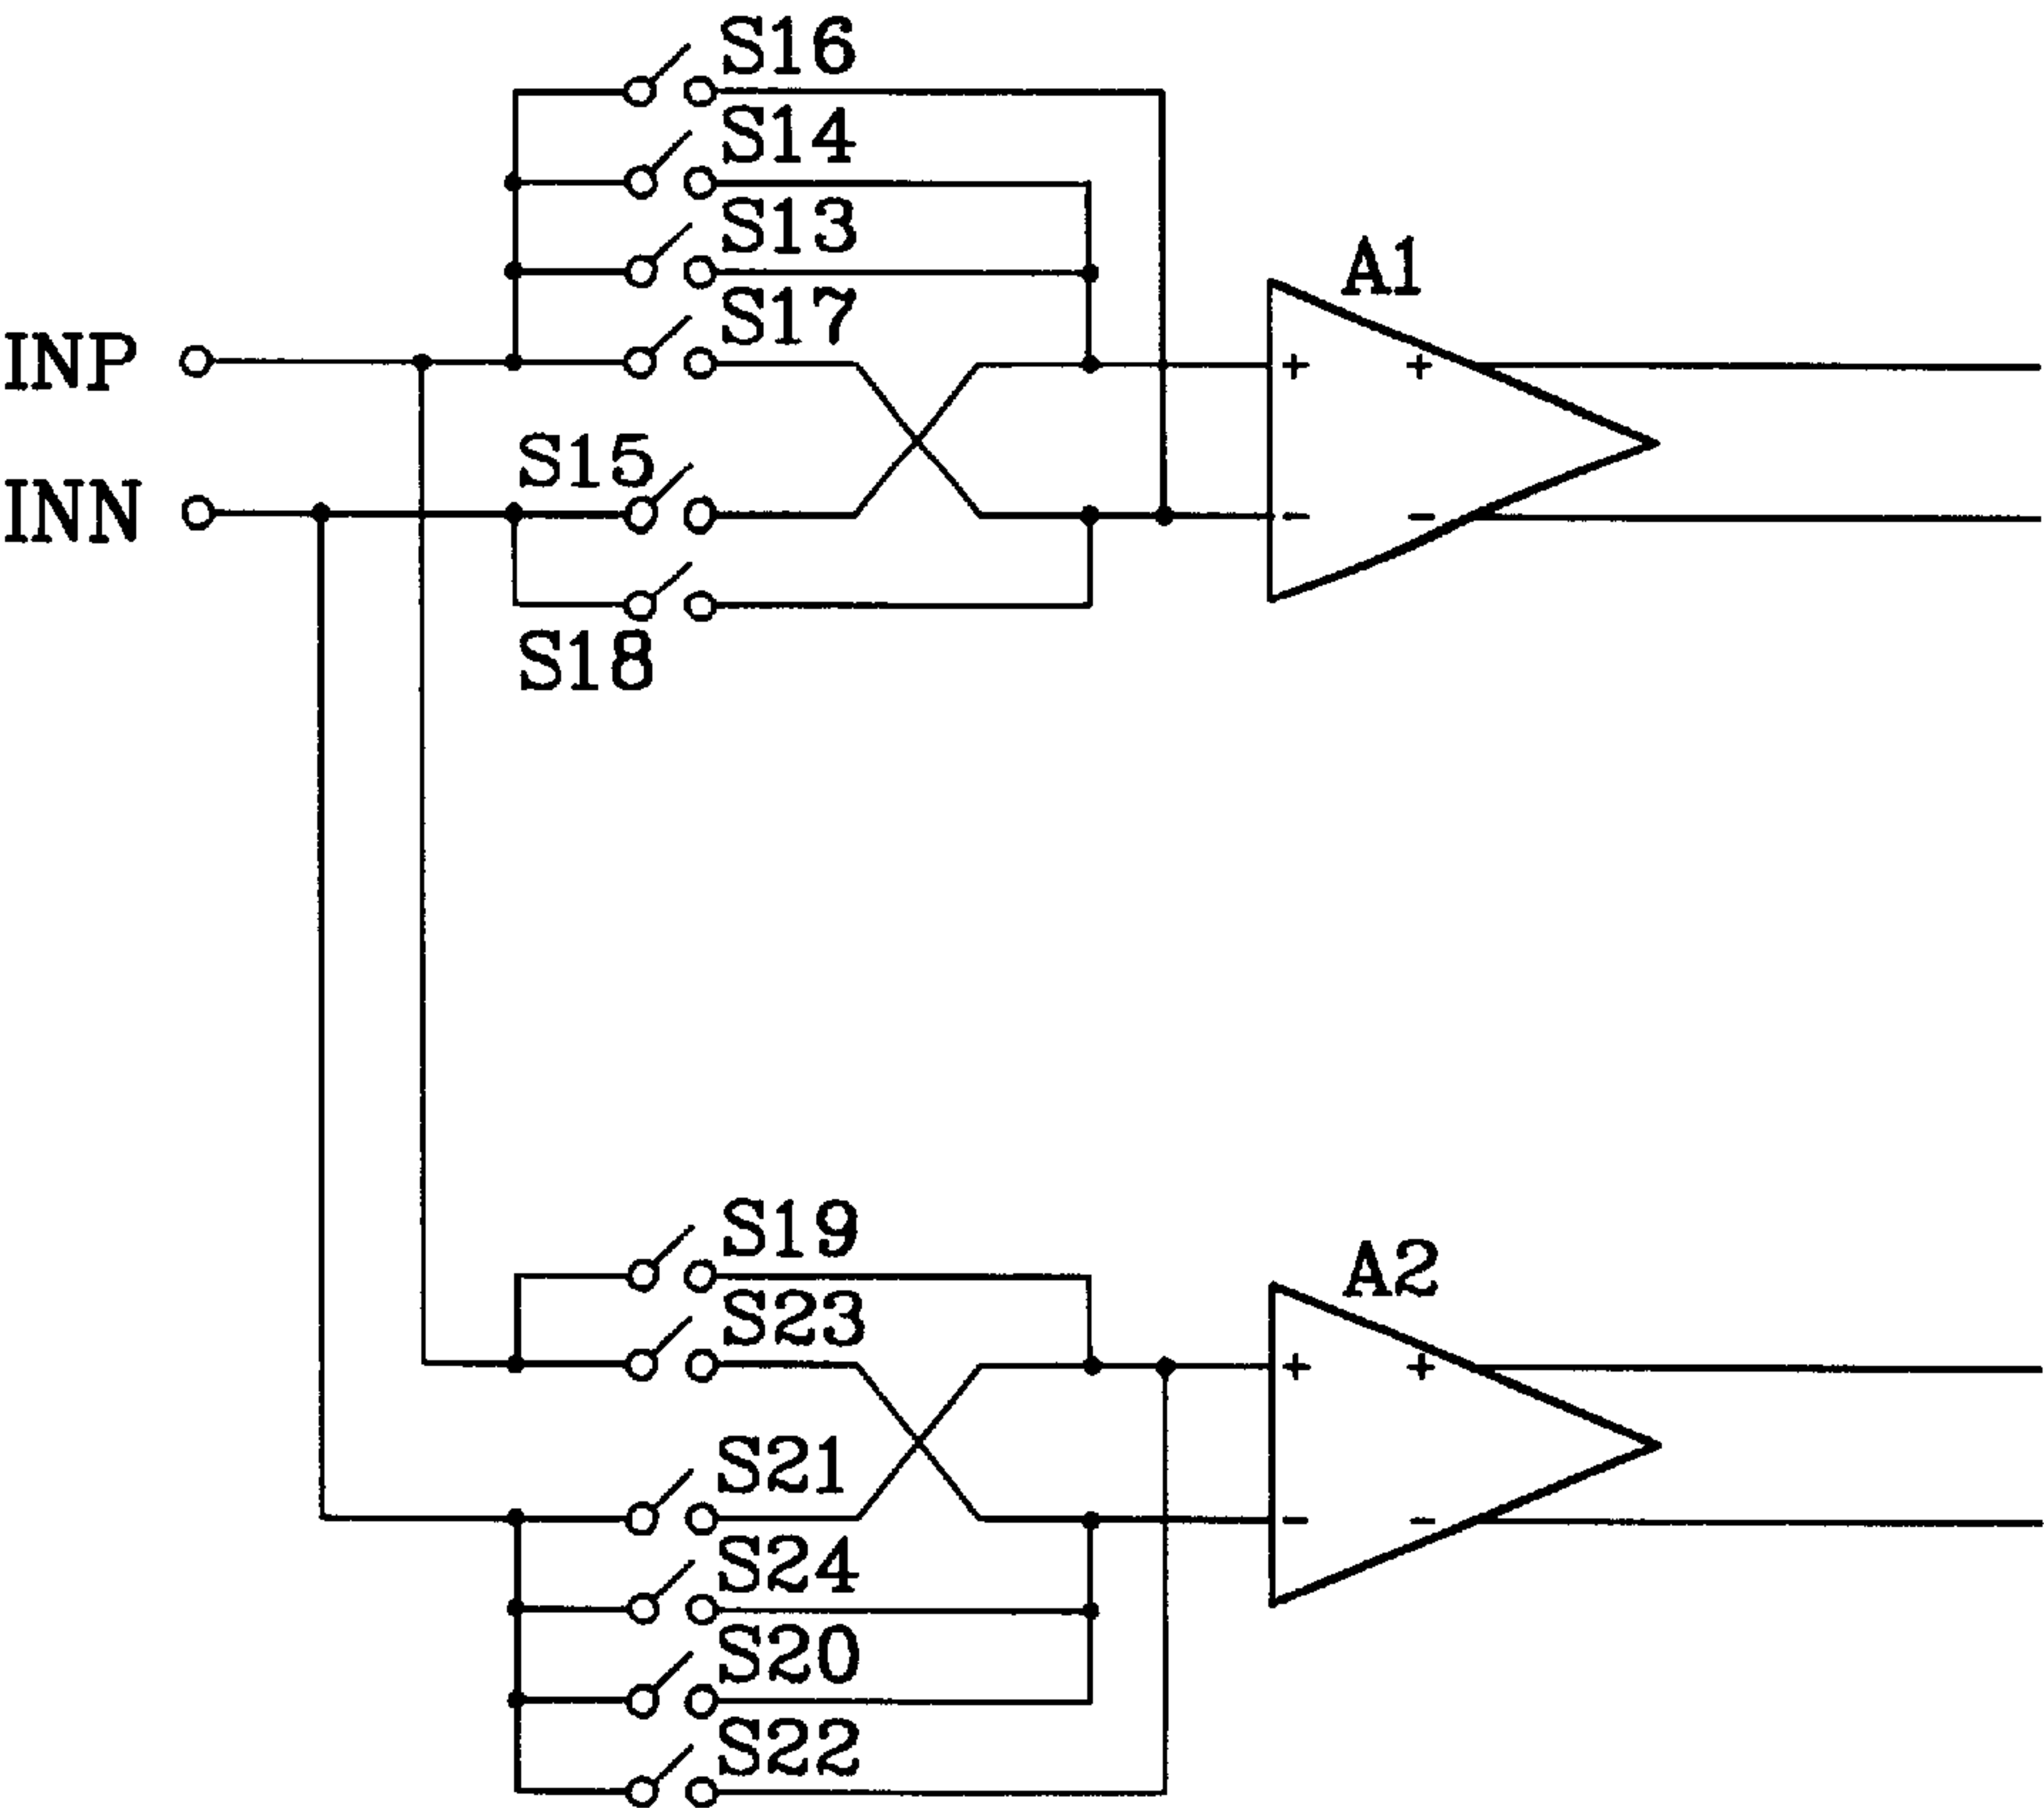 S16
S14
S13
A1
S17
INP
+ +
S15
INN
- -
S18
S19
A2
S23
+ +
S21
- -
S24
S20
S22